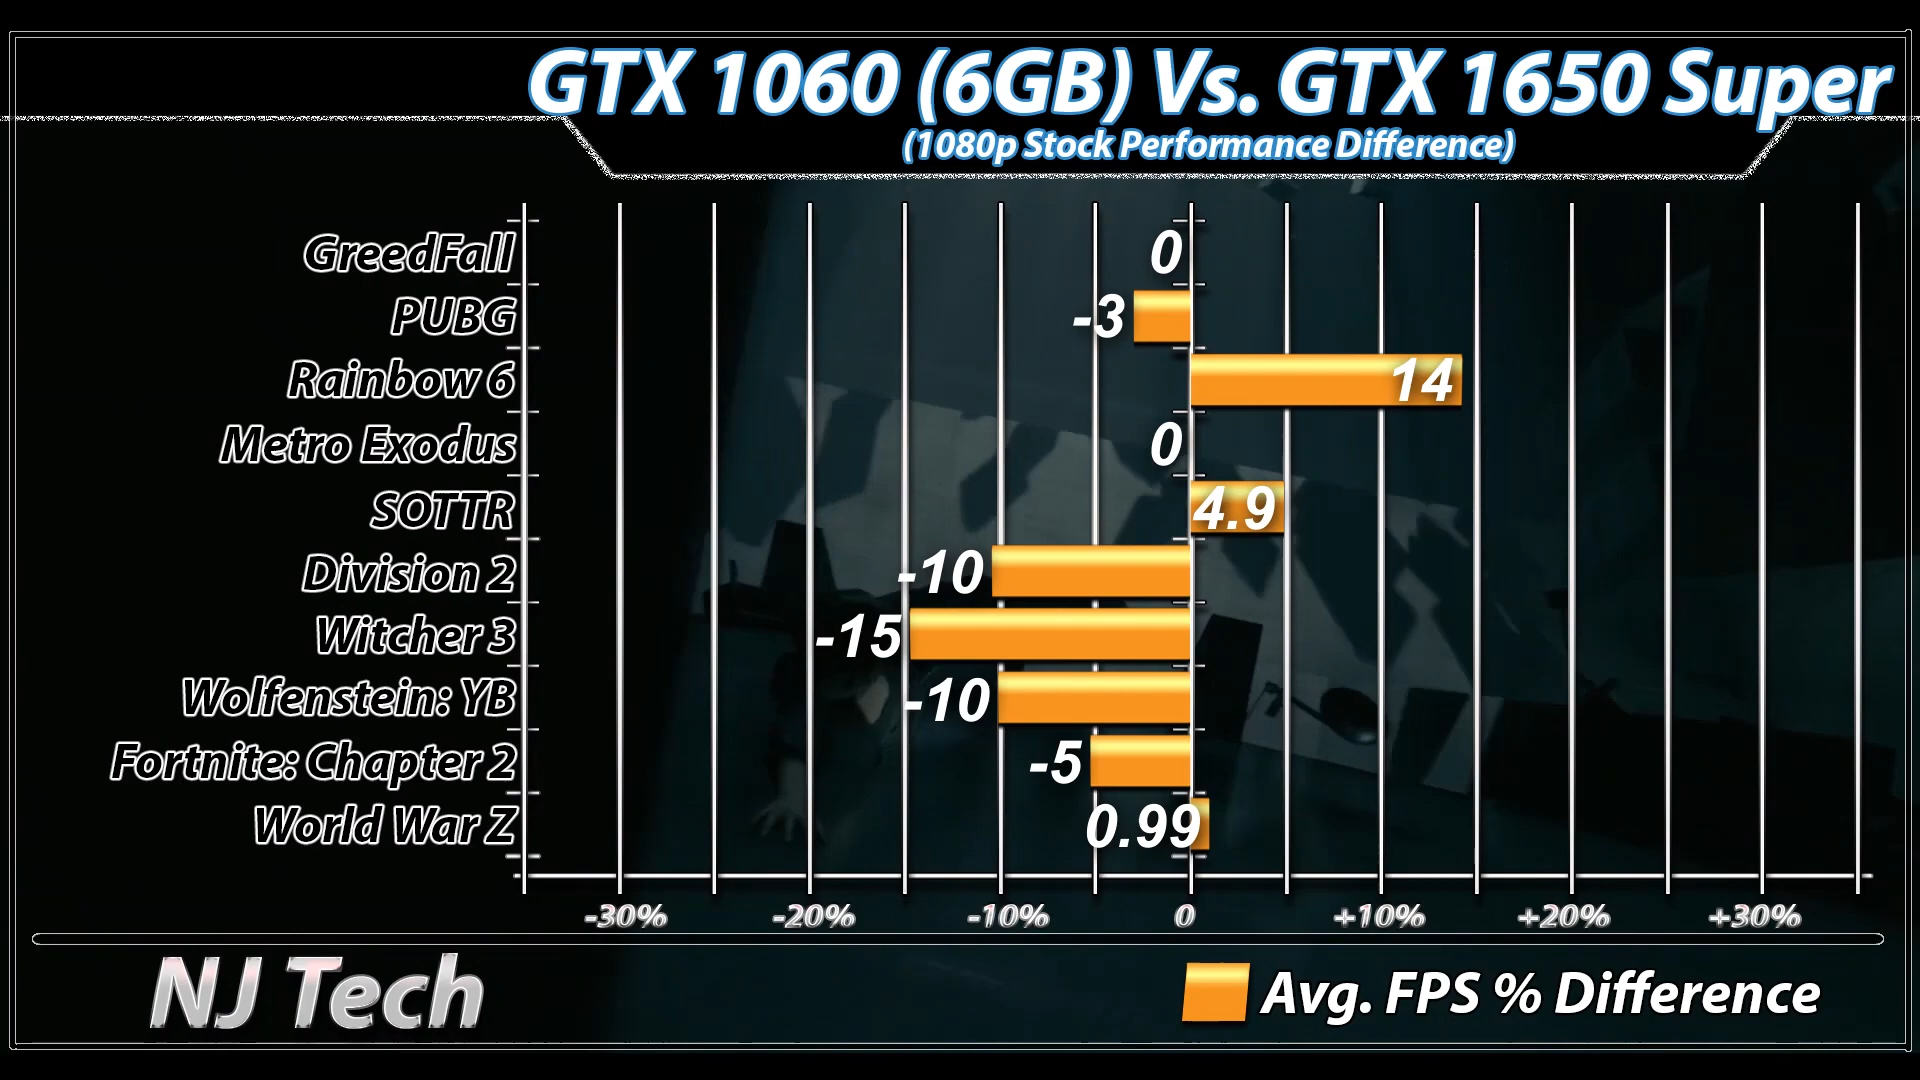 GTX 1060 (6GB) Vs. GTX 1650 Super
(1080p Stock Performance Difference)
GreedFall 0
PUBG -3
Rainbow 6 14
Metro Exodus 0
SOTTR 4.9
Division 2 -10
Witcher 3 -15
Wolfenstein: YB -10
Fortnite: Chapter 2 -5
World War Z 0.99
-30% -20% -10% 0 +10% +20% +30%
NJ Tech
Avg. FPS % Difference